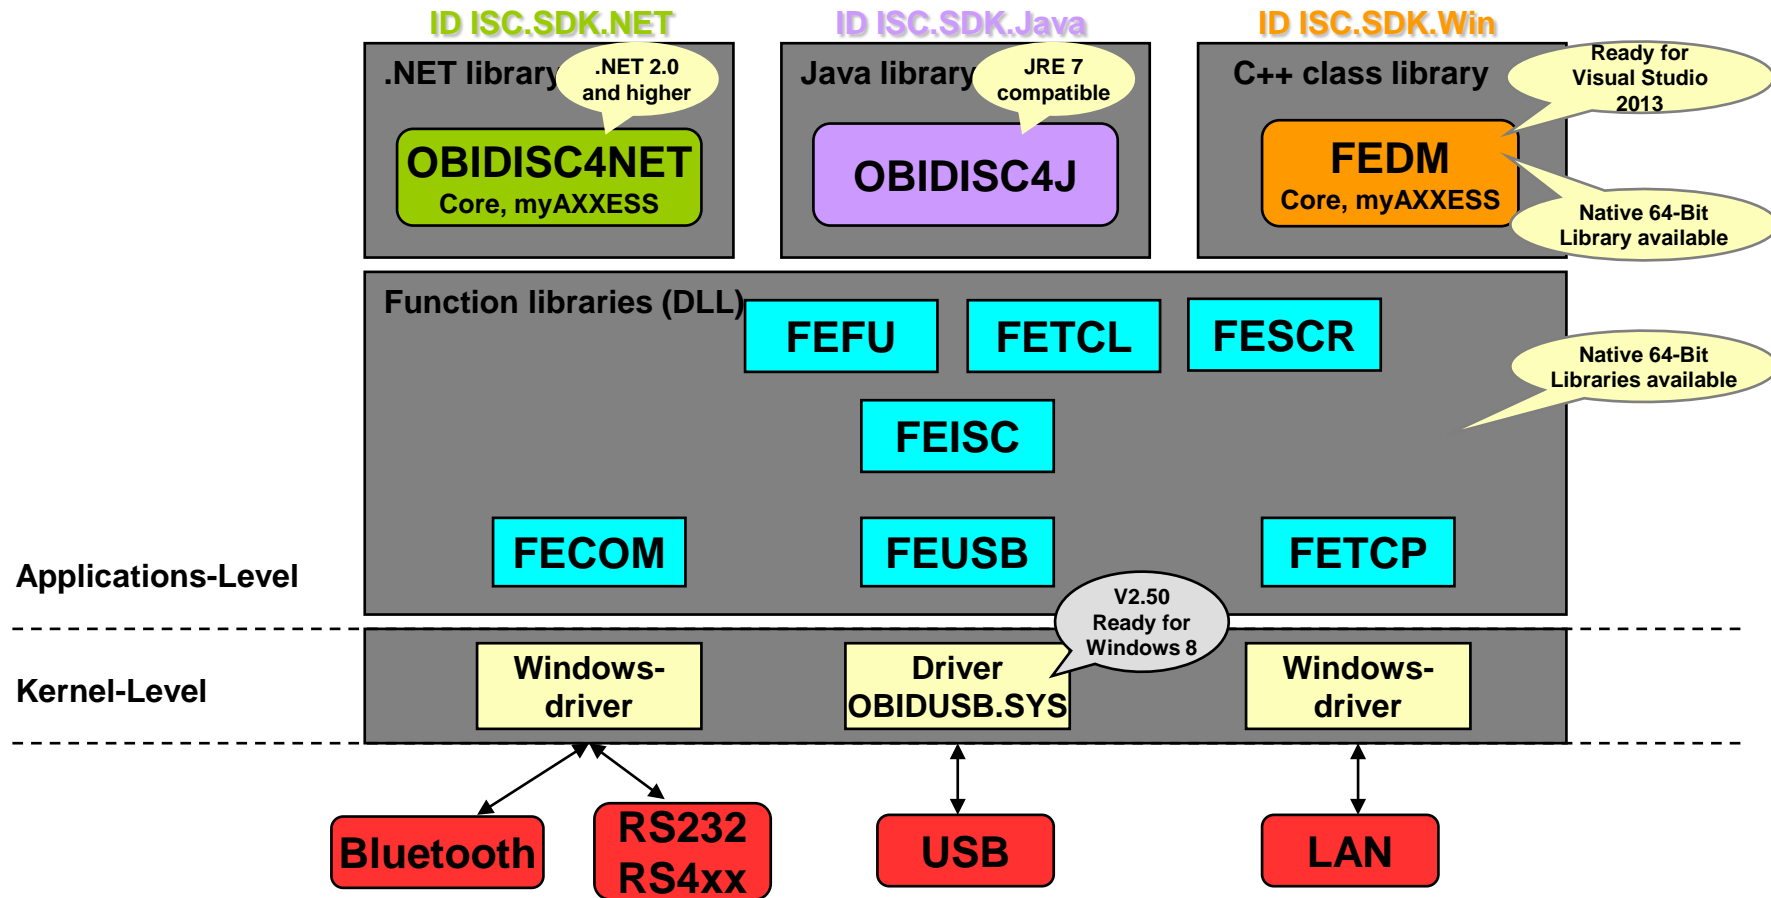 ID ISC.SDK.NET
ID ISC.SDK.Java
ID ISC.SDK.Win
.NET library
.NET 2.0
and higher
Java library
JRE 7
compatible
C++ class library
Ready for
Visual Studio
2013
OBIDISC4NET
Core, myAXXESS
OBIDISC4J
FEDM
Core, myAXXESS
Native 64-Bit
Library available
Function libraries (DLL)
FEFU
FETCL
FESCR
Native 64-Bit
Libraries available
FEISC
FECOM
FEUSB
FETCP
Applications-Level
V2.50
Ready for
Windows 8
Kernel-Level
Windows-
driver
Driver
OBIDUSB.SYS
Windows-
driver
Bluetooth
RS232
RS4xx
USB
LAN